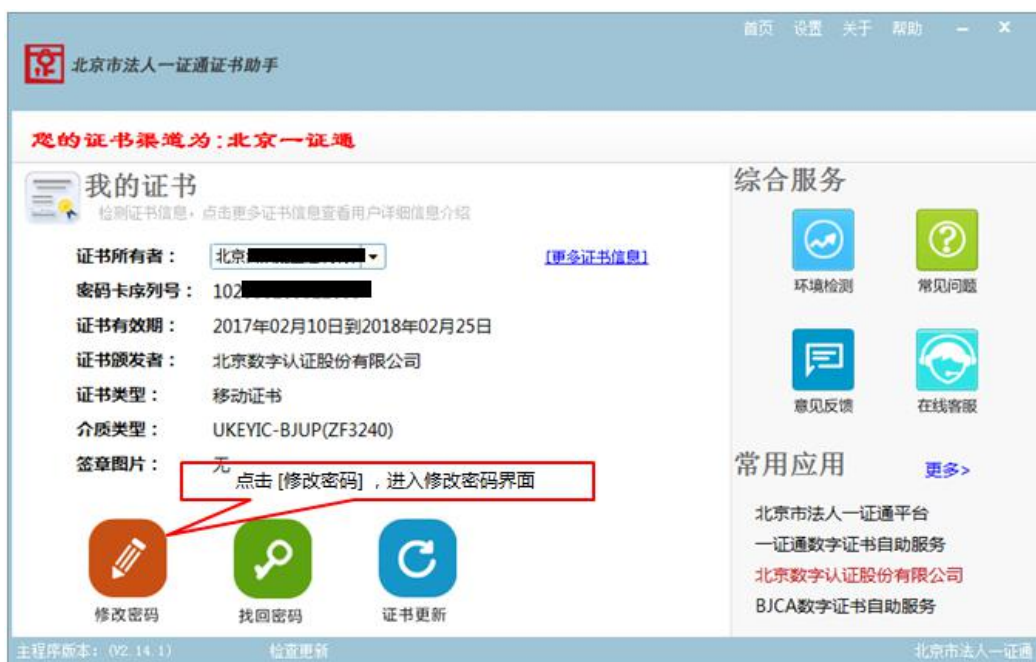 首页 设置 关于 帮助
北京市法人一证通证书助手
您的证书渠道为:北京一证通
我的证书
检测证书信息，点击更多证书信息查看用户详细信息介绍
证书所有者： 北京
[更多证书信息]
密码卡序列号： 102
证书有效期： 2017年02月10日到2018年02月25日
证书颁发者： 北京数字认证股份有限公司
证书类型： 移动证书
介质类型： UKEYIC-BJUP(ZF3240)
签章图片： 无
点击 [修改密码] ，进入修改密码界面
修改密码 找回密码 证书更新
综合服务
环境检测 常见问题
意见反馈 在线客服
常用应用 更多>
北京市法人一证通平台
一证通数字证书自助服务
北京数字认证股份有限公司
BJCA数字证书自助服务
主程序版本：(V2.14.1) 检查更新 北京市法人一证通